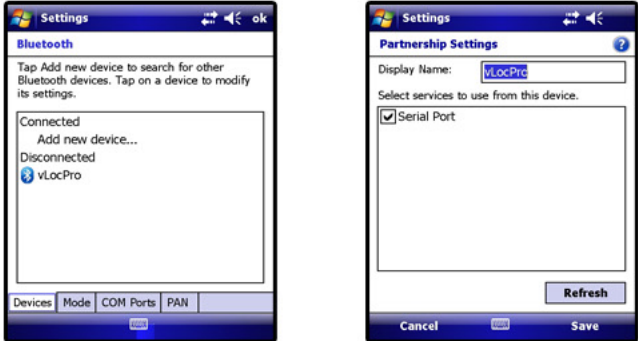 Settings
ok
Bluetooth
Tap Add new device to search for other
Bluetooth devices. Tap on a device to modify
its settings.
Connected
Add new device...
Disconnected
vLocPro
Devices Mode COM Ports PAN
Settings
Partnership Settings
?
Display Name: vLocPro
Select services to use from this device.
Serial Port
Refresh
Cancel Save